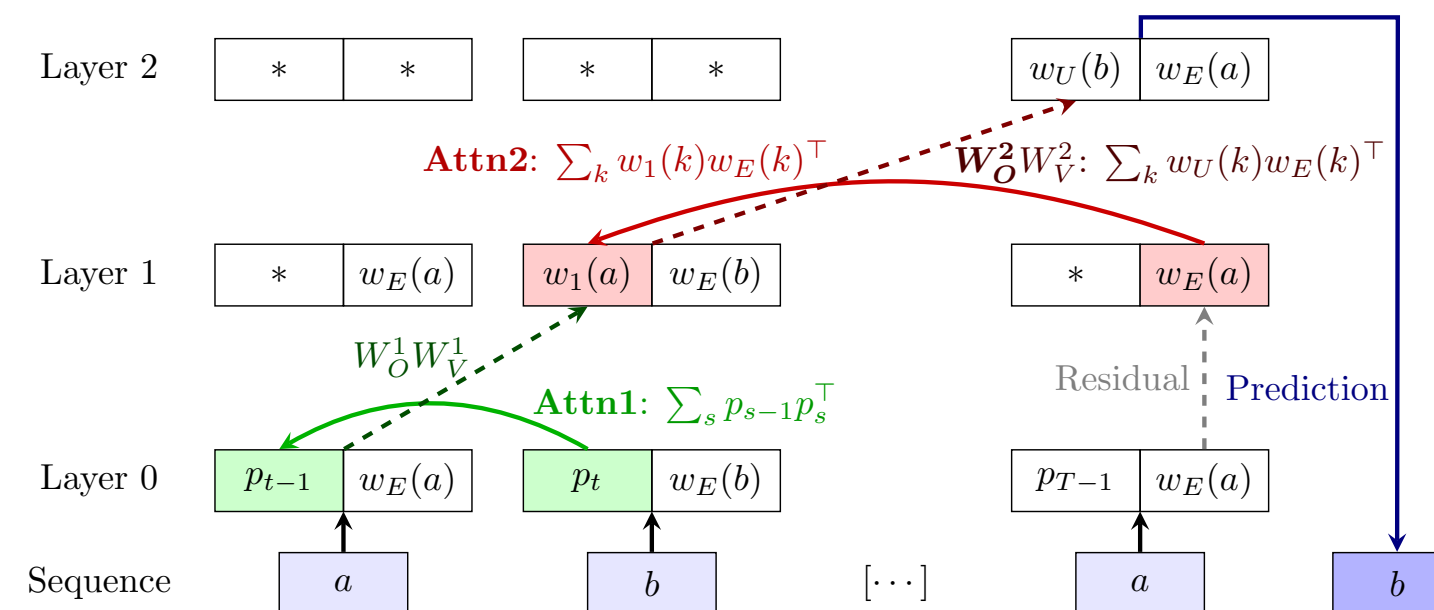 Layer 2 * * * * w_U(b) w_E(a)
Attn2: ∑_k w_1(k)w_E(k)^⊤ W_O^2 W_V^2: ∑_k w_U(k)w_E(k)^⊤
Layer 1 * w_E(a) w_1(a) w_E(b) * w_E(a)
W_O^1 W_V^1
Residual Prediction
Attn1: ∑_s p_{s−1}p_s^⊤
Layer 0 p_{t−1} w_E(a) p_t w_E(b) p_{T−1} w_E(a)
Sequence a b [⋯] a b